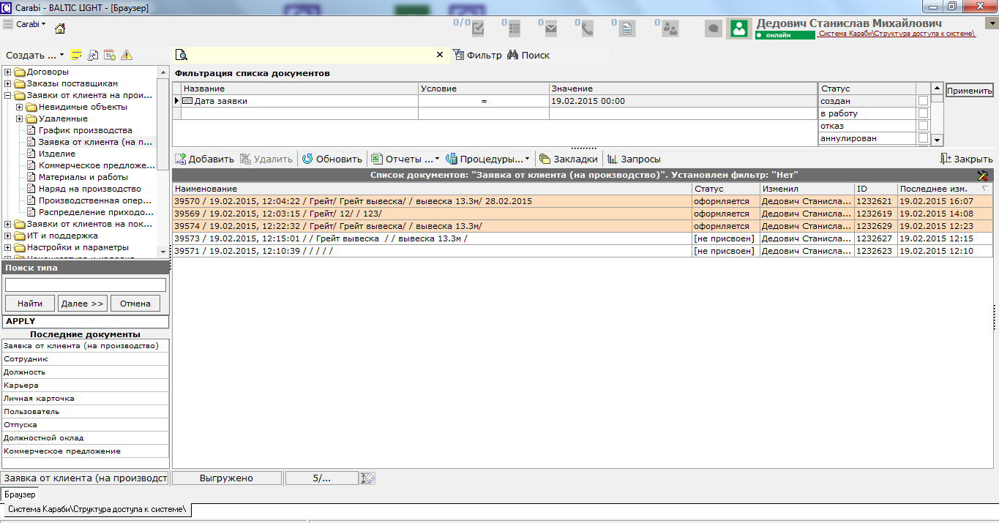 Carabi - BALTIC LIGHT - [Браузер]
Carabi
0/0 0 0 0 0 0
Дедович Станислав Михайлович
онлайн Система Караби\Структура доступа к системе\
Создать ...
Фильтр Поиск
Договоры
Заказы поставщикам
Заявки от клиента на прои...
Невидимые объекты
Удаленные
График производства
Заявка от клиента (на п...
Изделие
Коммерческое предложе...
Материалы и работы
Наряд на производство
Производственная опер...
Распределение приходо...
Заявки от клиентов на пок...
ИТ и поддержка
Настройки и параметры
Поиск типа
Найти Далее >> Отмена
APPLY
Последние документы
Заявка от клиента (на производство)
Сотрудник
Должность
Карьера
Личная карточка
Пользователь
Отпуска
Должностной оклад
Коммерческое предложение
Фильтрация списка документов
Название Условие Значение Статус
Дата заявки = 19.02.2015 00:00
создан
в работу
отказ
аннулирован
Применить
Добавить Удалить Обновить Отчеты ... Процедуры... Закладки Запросы Закрыть
Список документов: "Заявка от клиента (на производство)". Установлен фильтр: "Нет"
Наименование Статус Изменил ID Последнее изм.
39570 / 19.02.2015, 12:04:22 / Грейт/ Грейт вывеска/ / вывеска 13.3м/ 28.02.2015 оформляется Дедович Станисла... 1232621 19.02.2015 16:07
39569 / 19.02.2015, 12:03:15 / Грейт/ 12/ / 123/ оформляется Дедович Станисла... 1232619 19.02.2015 14:08
39574 / 19.02.2015, 12:22:32 / Грейт/ Грейт вывеска/ / вывеска 13.3м/ оформляется Дедович Станисла... 1232629 19.02.2015 12:23
39573 / 19.02.2015, 12:15:01 / / Грейт вывеска / / вывеска 13.3м / [не присвоен] Дедович Станисла... 1232627 19.02.2015 12:15
39571 / 19.02.2015, 12:10:39 / / / / / [не присвоен] Дедович Станисла... 1232623 19.02.2015 12:10
Заявка от клиента (на производст Выгружено 5/...
Браузер
Система Караби\Структура доступа к системе\